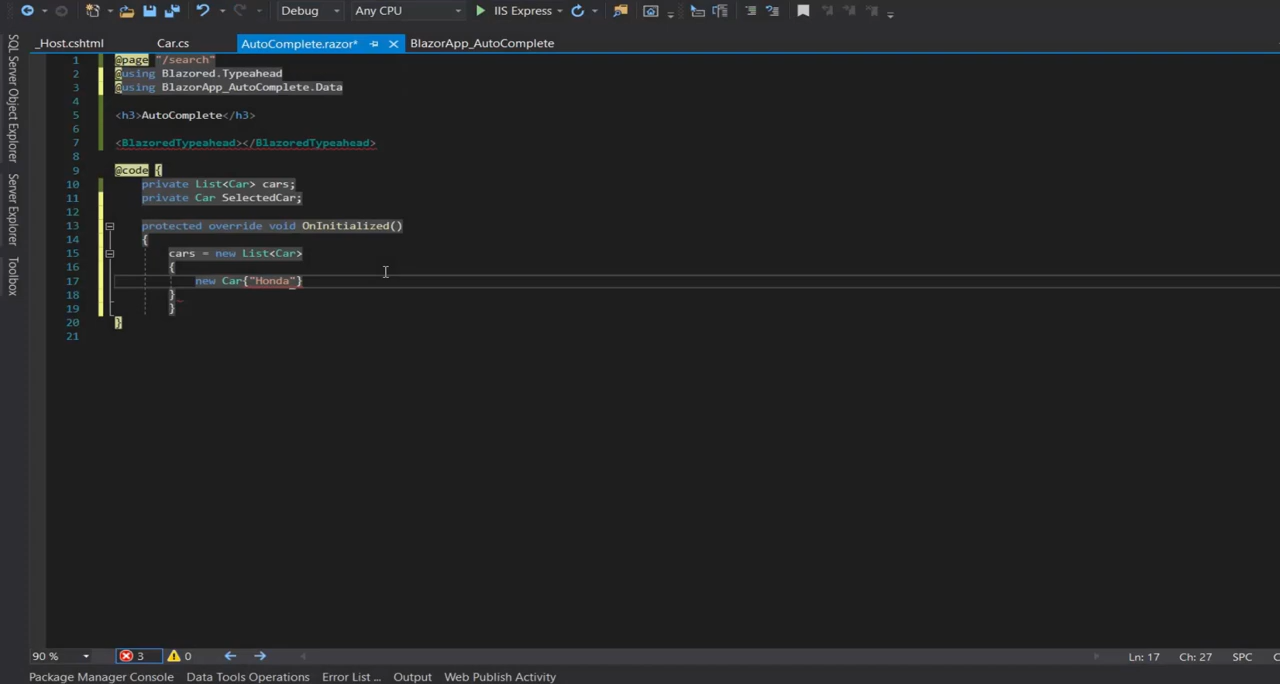 Debug Any CPU IIS Express
_Host.cshtml Car.cs AutoComplete.razor* BlazorApp_AutoComplete
SQL Server Object Explorer
Server Explorer
Toolbox
1 @page "/search"
2 @using Blazored.Typeahead
3 @using BlazorApp_AutoComplete.Data
4
5 <h3>AutoComplete</h3>
6
7 <BlazoredTypeahead></BlazoredTypeahead>
8
9 @code {
10 private List<Car> cars;
11 private Car SelectedCar;
12
13 protected override void OnInitialized()
14 {
15 cars = new List<Car>
16 {
17 new Car{"Honda"}
18 }
19 }
20 }
21
90 % 3 0 Ln: 17 Ch: 27 SPC C
Package Manager Console Data Tools Operations Error List ... Output Web Publish Activity